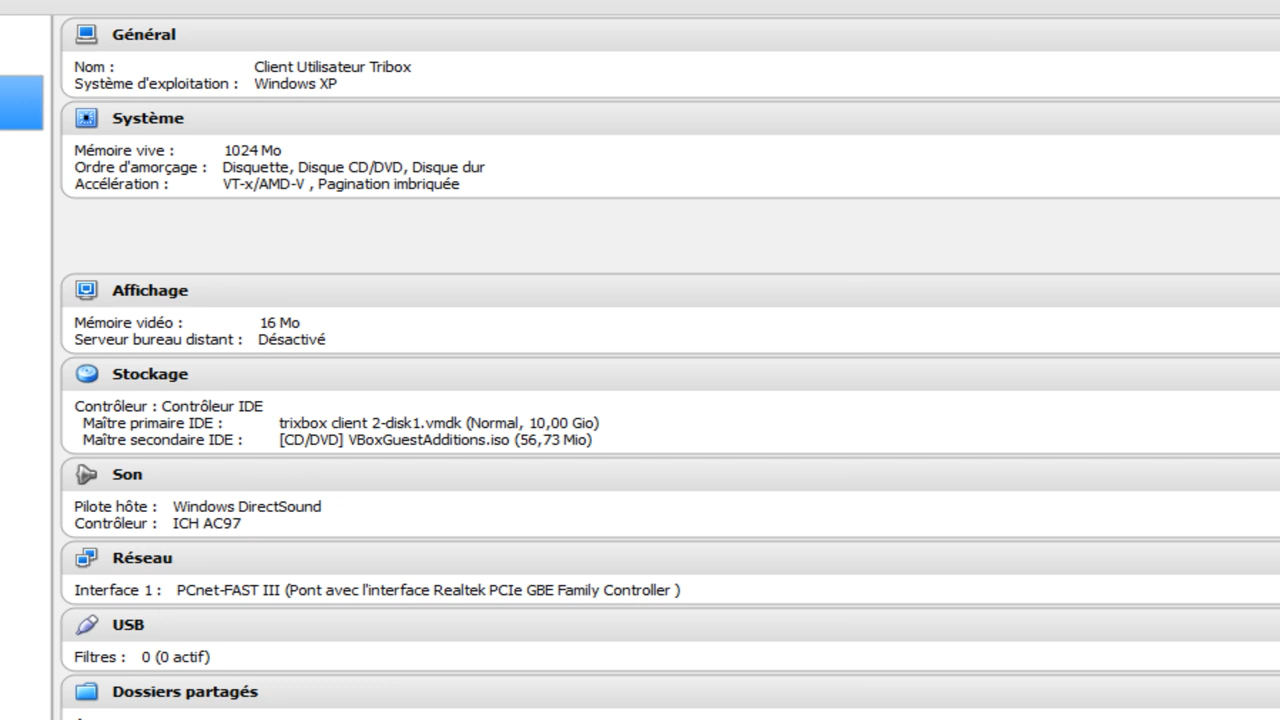 Général
Nom : Client Utilisateur Tribox
Système d'exploitation : Windows XP
Système
Mémoire vive : 1024 Mo
Ordre d'amorçage : Disquette, Disque CD/DVD, Disque dur
Accélération : VT-x/AMD-V , Pagination imbriquée
Affichage
Mémoire vidéo : 16 Mo
Serveur bureau distant : Désactivé
Stockage
Contrôleur : Contrôleur IDE
Maître primaire IDE : trixbox client 2-disk1.vmdk (Normal, 10,00 Gio)
Maître secondaire IDE : [CD/DVD] VBoxGuestAdditions.iso (56,73 Mio)
Son
Pilote hôte : Windows DirectSound
Contrôleur : ICH AC97
Réseau
Interface 1 : PCnet-FAST III (Pont avec l'interface Realtek PCIe GBE Family Controller )
USB
Filtres : 0 (0 actif)
Dossiers partagés